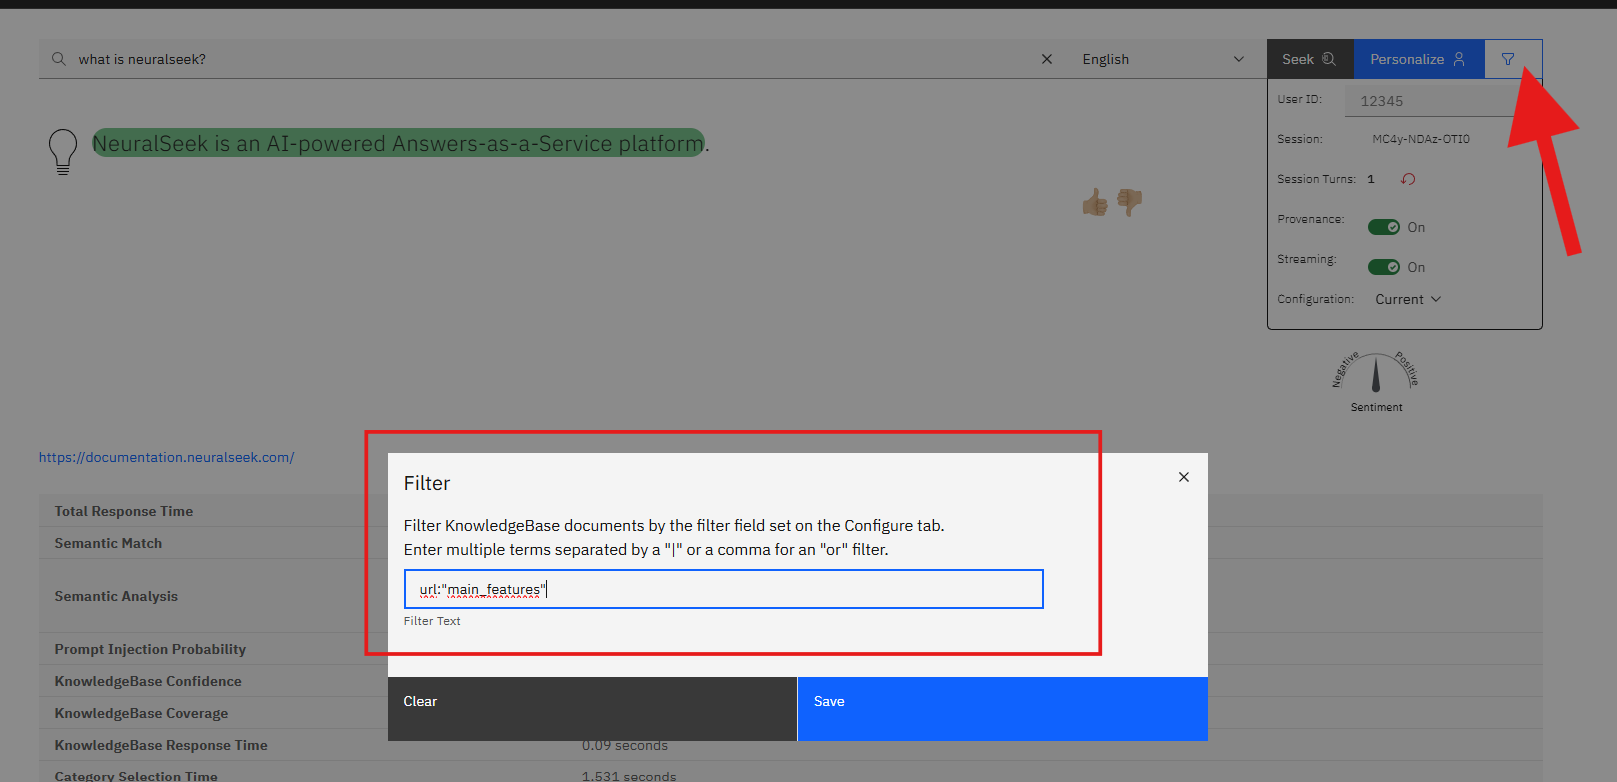 what is neuralseek?
English
Seek
Personalize
NeuralSeek is an AI-powered Answers-as-a-Service platform.
User ID:
12345
Session:
MC4y-NDAz-OTI0
Session Turns: 1
Provenance:
On
Streaming:
On
Configuration:
Current
Negative
Positive
Sentiment
https://documentation.neuralseek.com/
Total Response Time
Semantic Match
Semantic Analysis
Prompt Injection Probability
KnowledgeBase Confidence
KnowledgeBase Coverage
KnowledgeBase Response Time
0.09 seconds
Category Selection Time
1.531 seconds
Filter
Filter KnowledgeBase documents by the filter field set on the Configure tab.
Enter multiple terms separated by a "|" or a comma for an "or" filter.
url:"main_features"
Filter Text
Clear
Save